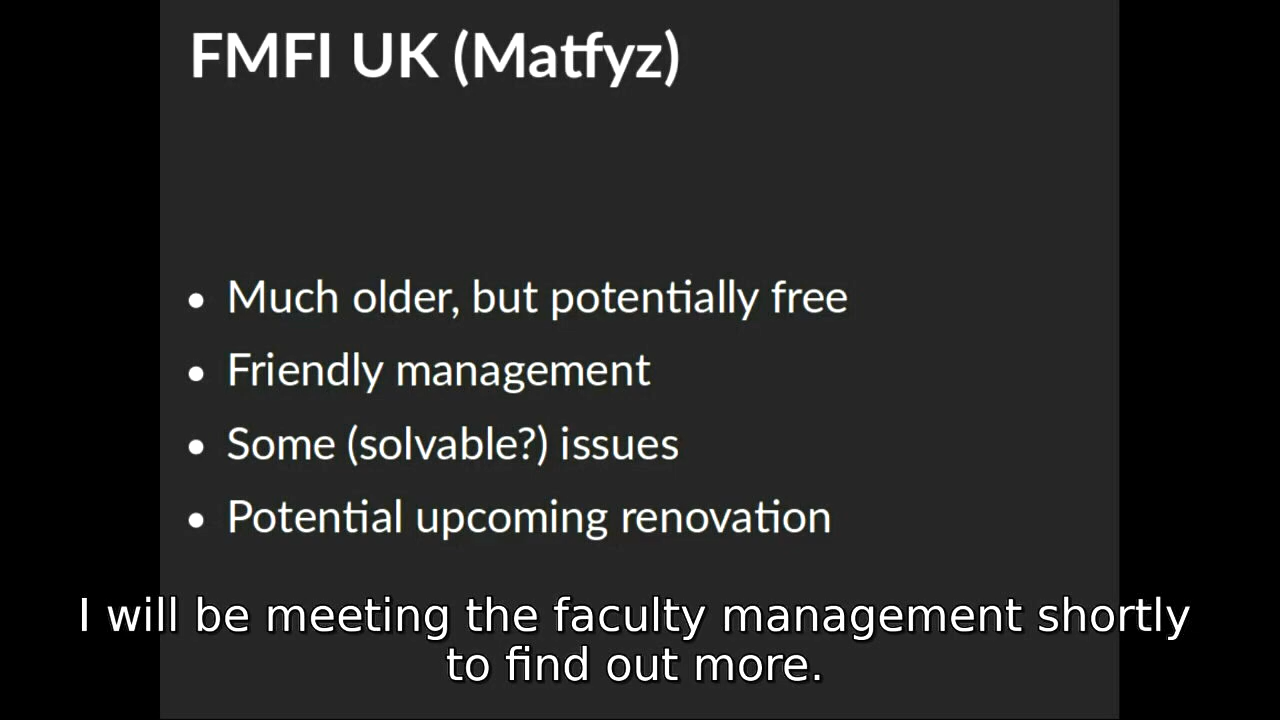 FMFI UK (Matfyz)
• Much older, but potentially free
• Friendly management
• Some (solvable?) issues
• Potential upcoming renovation
I will be meeting the faculty management shortly
to find out more.